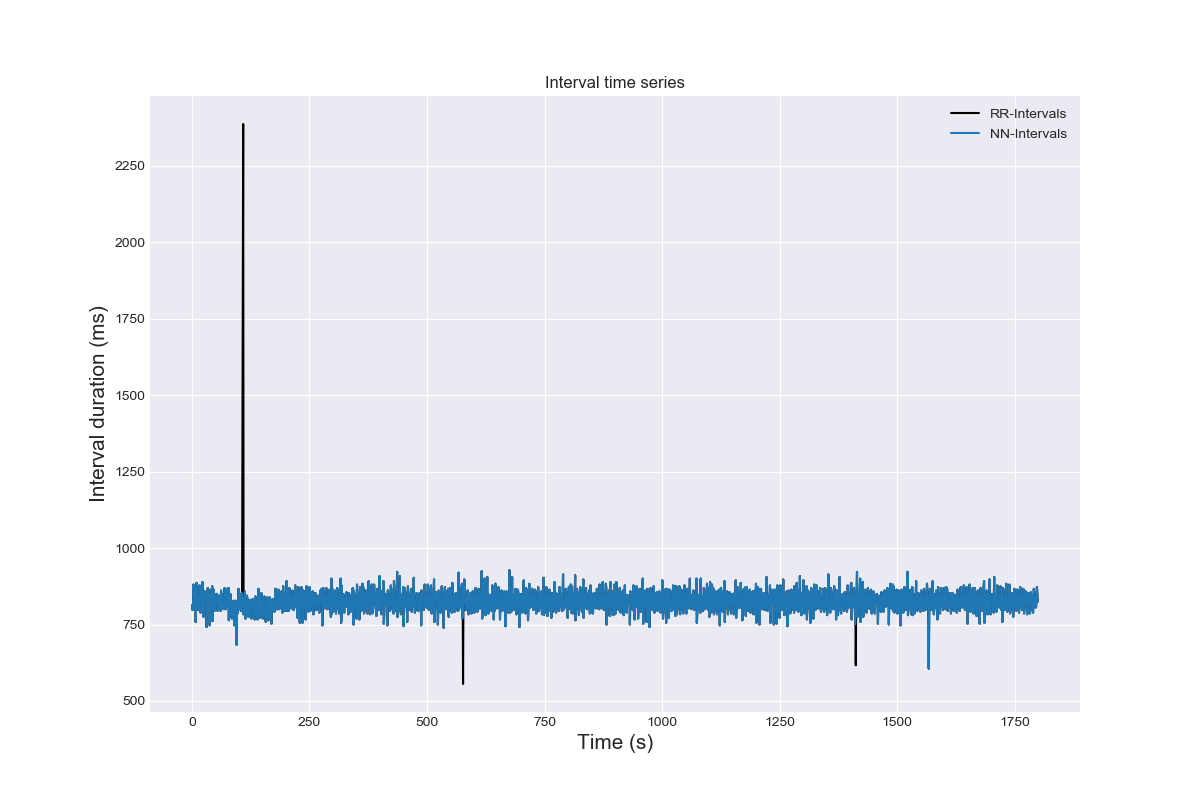 Interval time series
RR-Intervals
NN-Intervals
Interval duration (ms)
2250
2000
1750
1500
1250
1000
750
500
0 250 500 750 1000 1250 1500 1750
Time (s)